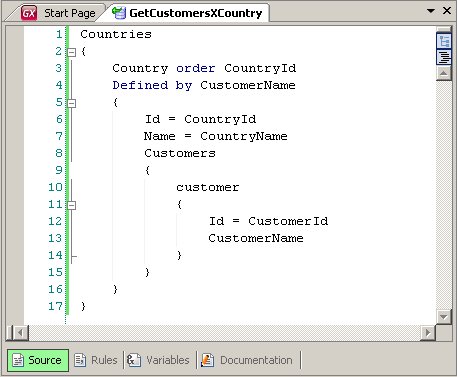 GX Start Page GetCustomersXCountry
1 Countries
2 {
3 Country order CountryId
4 Defined by CustomerName
5 {
6 Id = CountryId
7 Name = CountryName
8 Customers
9 {
10 customer
11 {
12 Id = CustomerId
13 CustomerName
14 }
15 }
16 }
17 }
Source Rules Variables Documentation